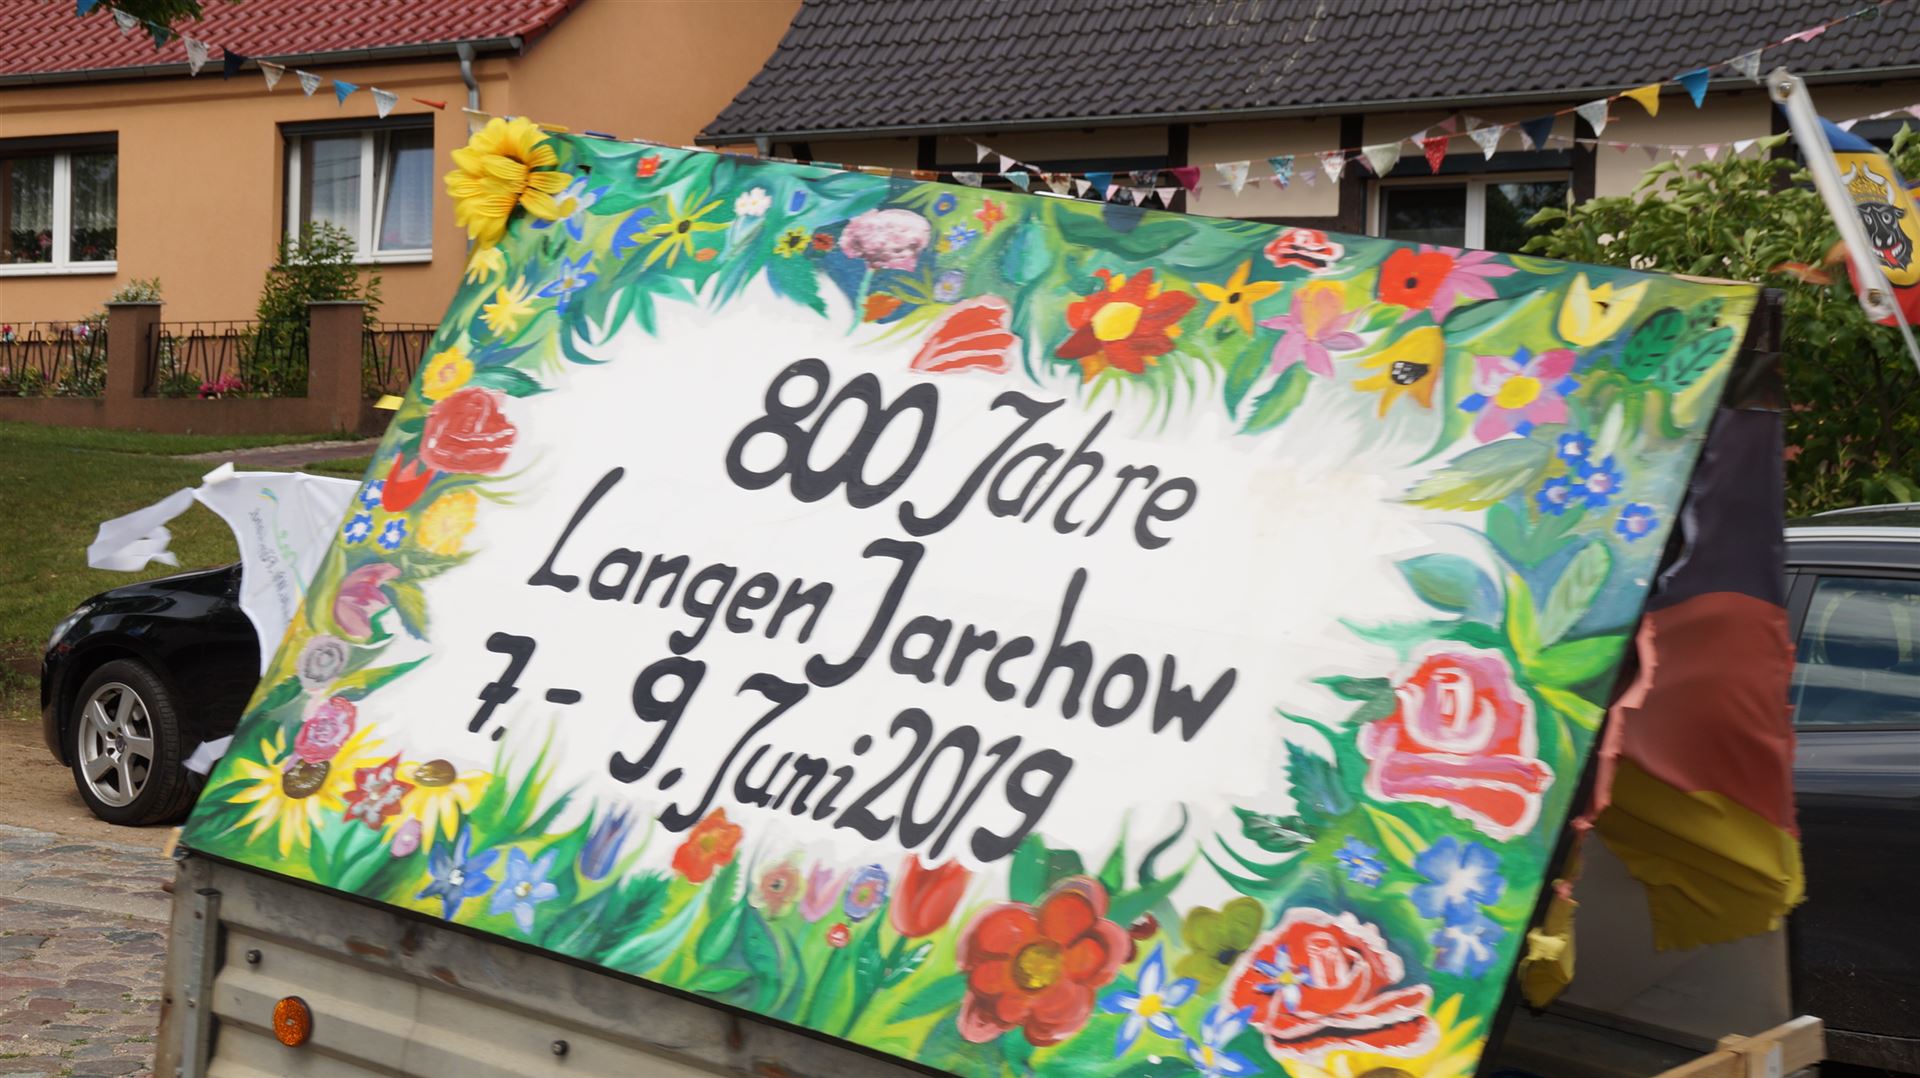 800 Jahre
Langen Jarchow
7. - 9. Juni 2019